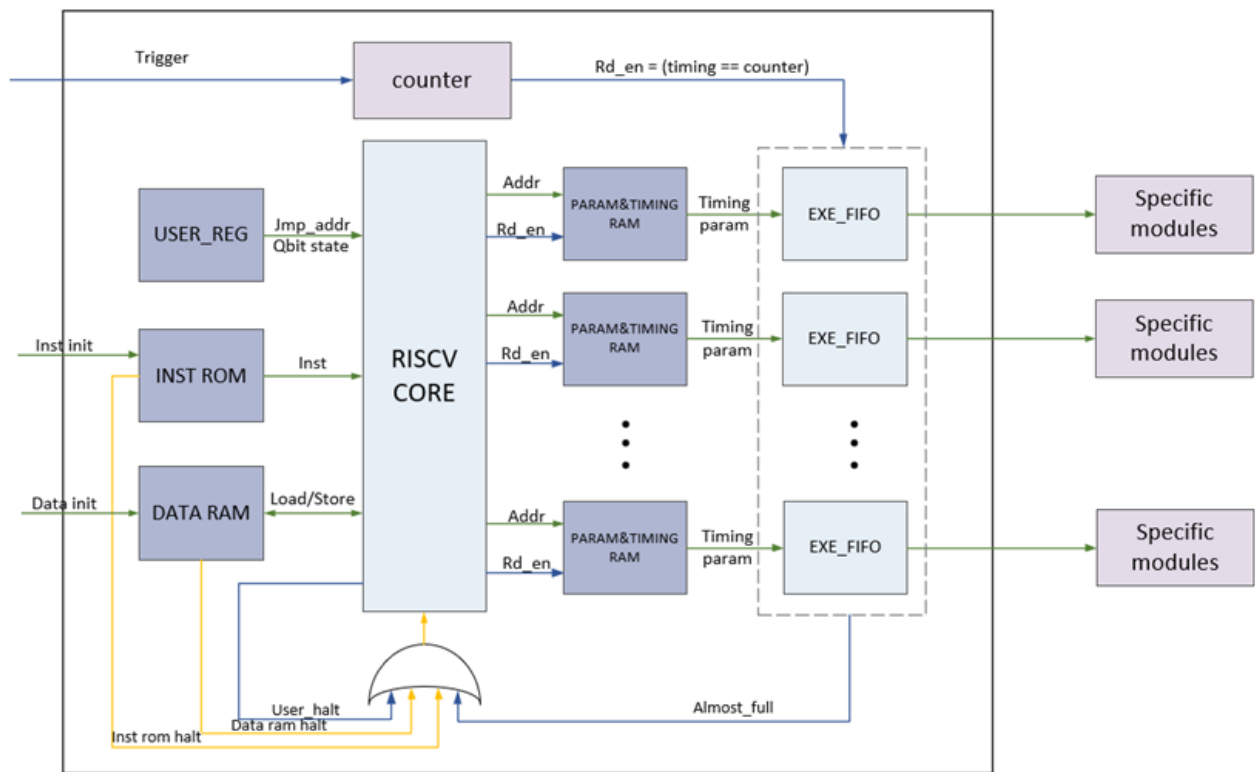 Trigger
counter
Rd_en = (timing == counter)
USER_REG
Jmp_addr
Qbit state
Inst init
INST ROM
Inst
Data init
DATA RAM
Load/Store
RISCV
CORE
Addr
Rd_en
PARAM&TIMING
RAM
Timing
param
EXE_FIFO
Specific
modules
Addr
Rd_en
PARAM&TIMING
RAM
Timing
param
EXE_FIFO
Specific
modules
Addr
Rd_en
PARAM&TIMING
RAM
Timing
param
EXE_FIFO
Specific
modules
User_halt
Data ram halt
Inst rom halt
Almost_full